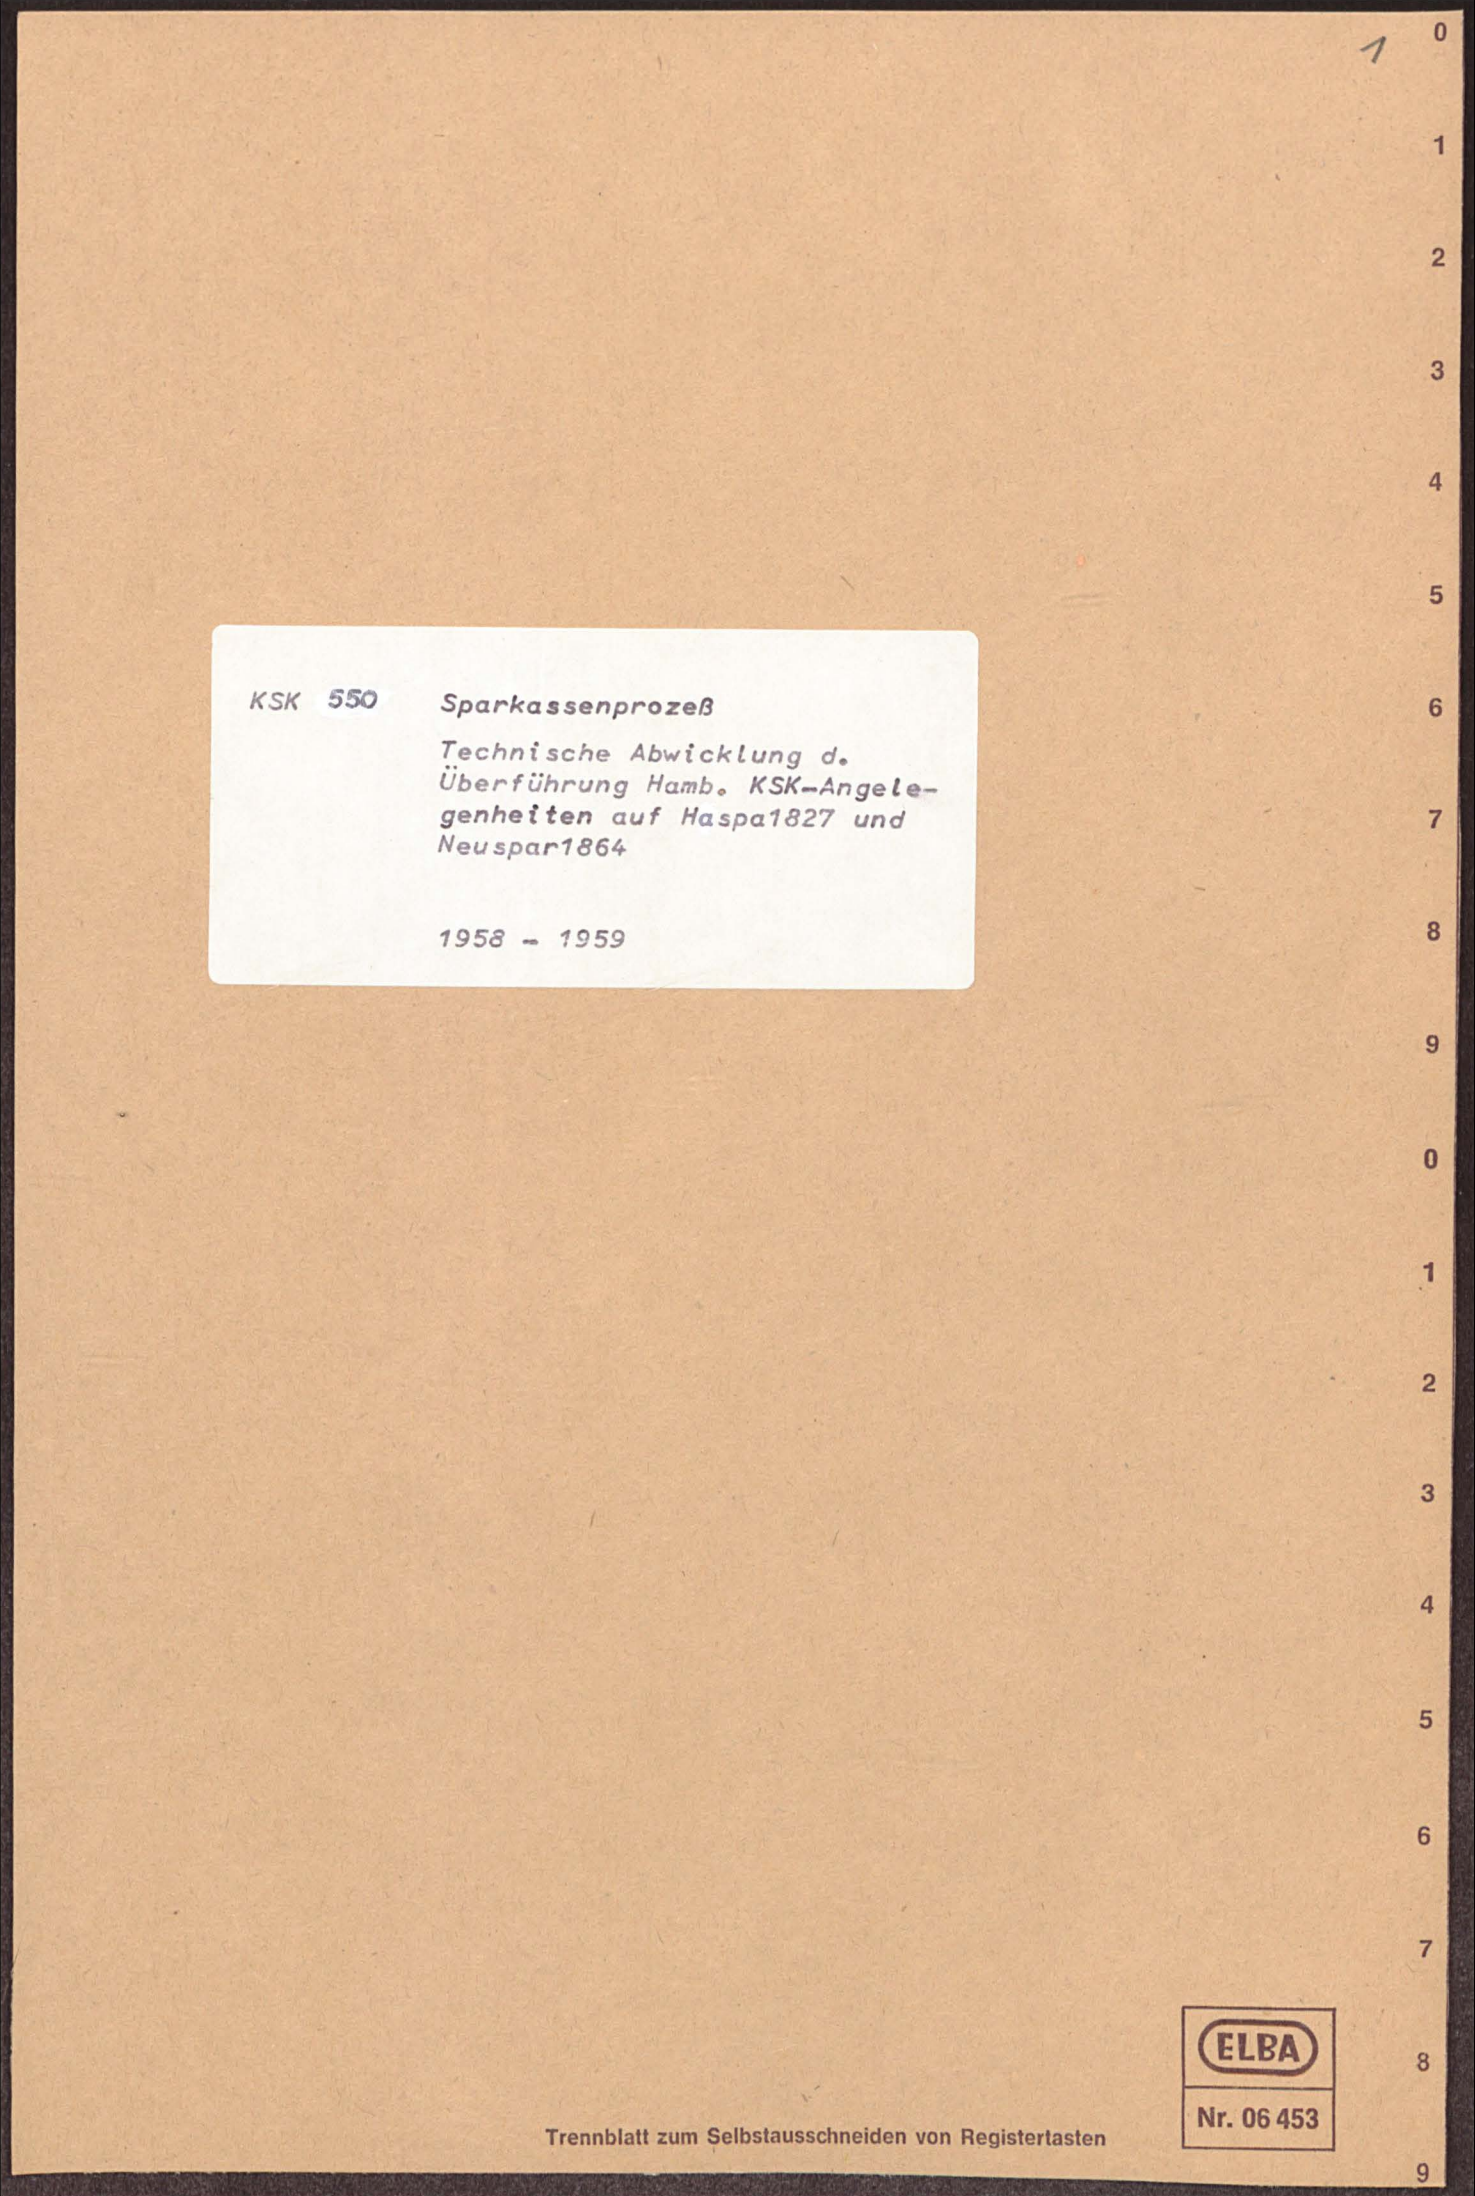 1
0
1
2
3
4
5
6
7
8
9
0
1
2
3
4
5
6
7
8
9
KSK 550 Sparkassenprozeß
Technische Abwicklung d.
Überführung Hamb. KSK-Angele-
genheiten auf Haspa1827 und
Neuspar1864
1958 - 1959
ELBA
Nr. 06 453
Trennblatt zum Selbstausschneiden von Registertasten